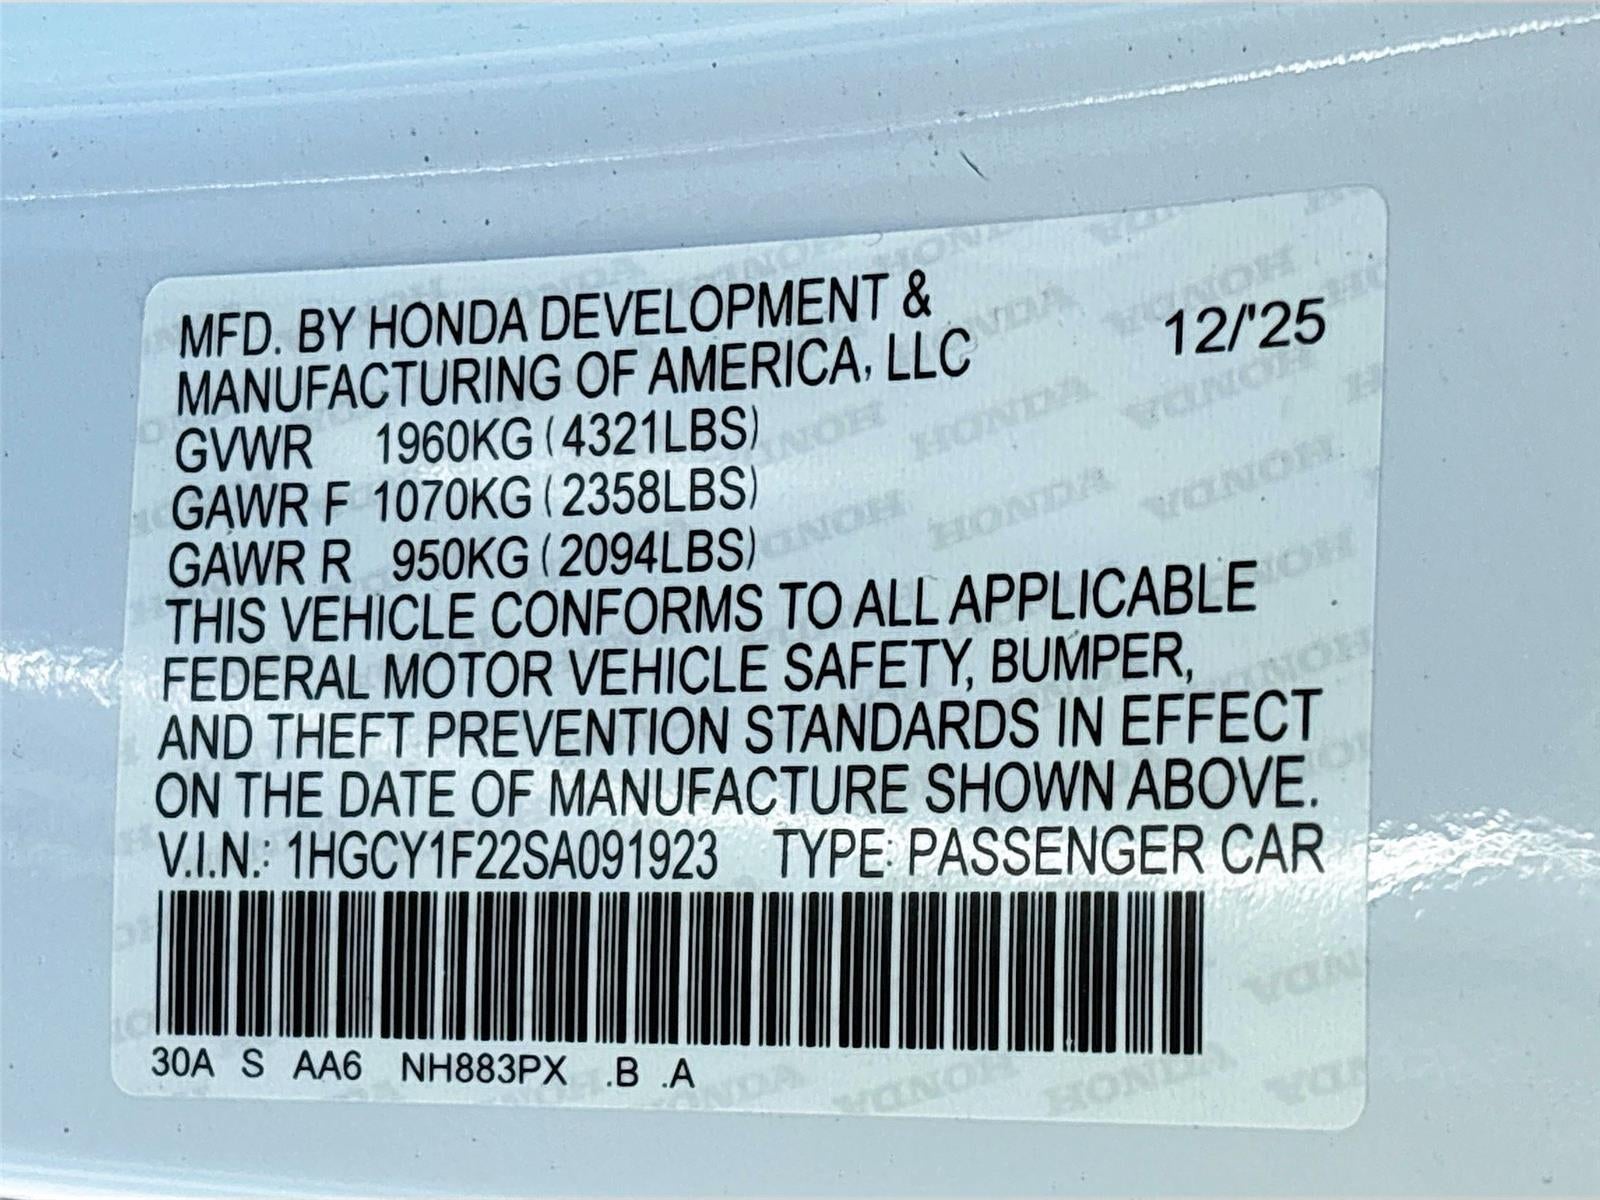 MFD. BY HONDA DEVELOPMENT &
MANUFACTURING OF AMERICA, LLC
12/'25
GVWR 1960KG (4321LBS)
GAWR F 1070KG (2358LBS)
GAWR R 950KG (2094LBS)
THIS VEHICLE CONFORMS TO ALL APPLICABLE
FEDERAL MOTOR VEHICLE SAFETY, BUMPER,
AND THEFT PREVENTION STANDARDS IN EFFECT
ON THE DATE OF MANUFACTURE SHOWN ABOVE.
V.I.N.: 1HGCY1F22SA091923 TYPE: PASSENGER CAR
30A S AA6 NH883PX .B .A